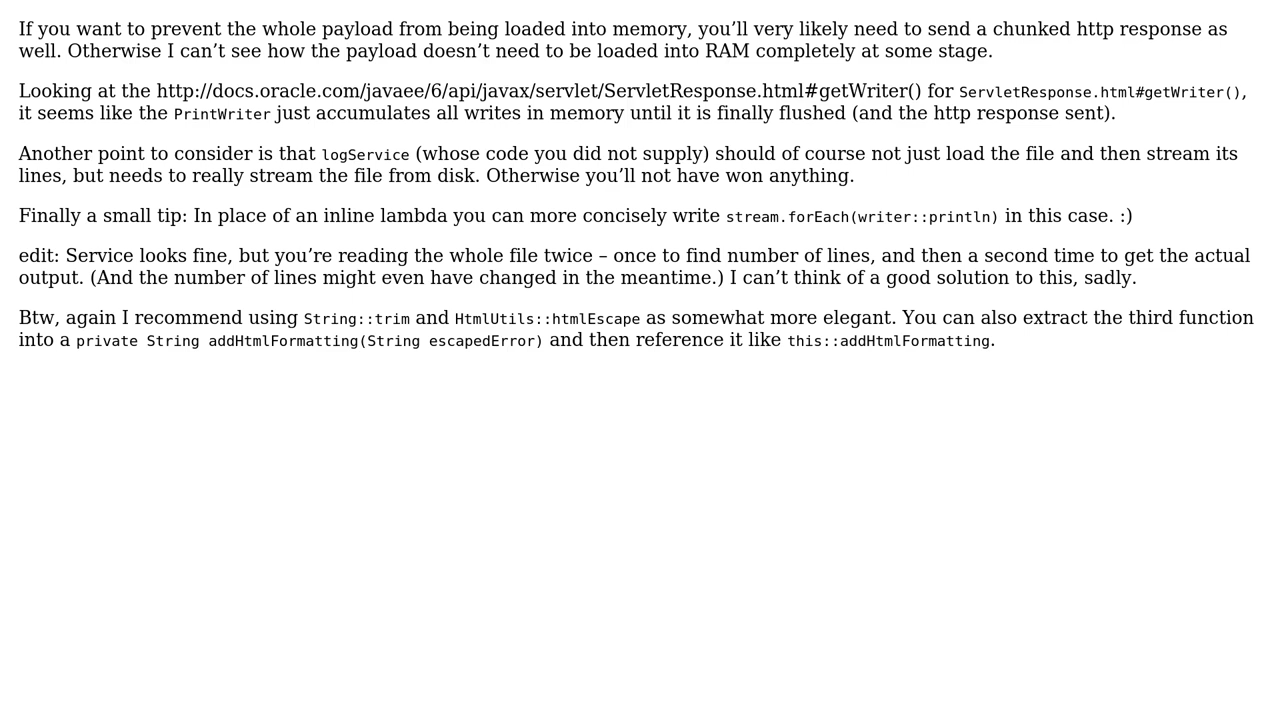 If you want to prevent the whole payload from being loaded into memory, you’ll very likely need to send a chunked http response as
well. Otherwise I can’t see how the payload doesn’t need to be loaded into RAM completely at some stage.
Looking at the http://docs.oracle.com/javaee/6/api/javax/servlet/ServletResponse.html#getWriter() for ServletResponse.html#getWriter(),
it seems like the PrintWriter just accumulates all writes in memory until it is finally flushed (and the http response sent).
Another point to consider is that logService (whose code you did not supply) should of course not just load the file and then stream its
lines, but needs to really stream the file from disk. Otherwise you’ll not have won anything.
Finally a small tip: In place of an inline lambda you can more concisely write stream.forEach(writer::println) in this case. :)
edit: Service looks fine, but you’re reading the whole file twice – once to find number of lines, and then a second time to get the actual
output. (And the number of lines might even have changed in the meantime.) I can’t think of a good solution to this, sadly.
Btw, again I recommend using String::trim and HtmlUtils::htmlEscape as somewhat more elegant. You can also extract the third function
into a private String addHtmlFormatting(String escapedError) and then reference it like this::addHtmlFormatting.